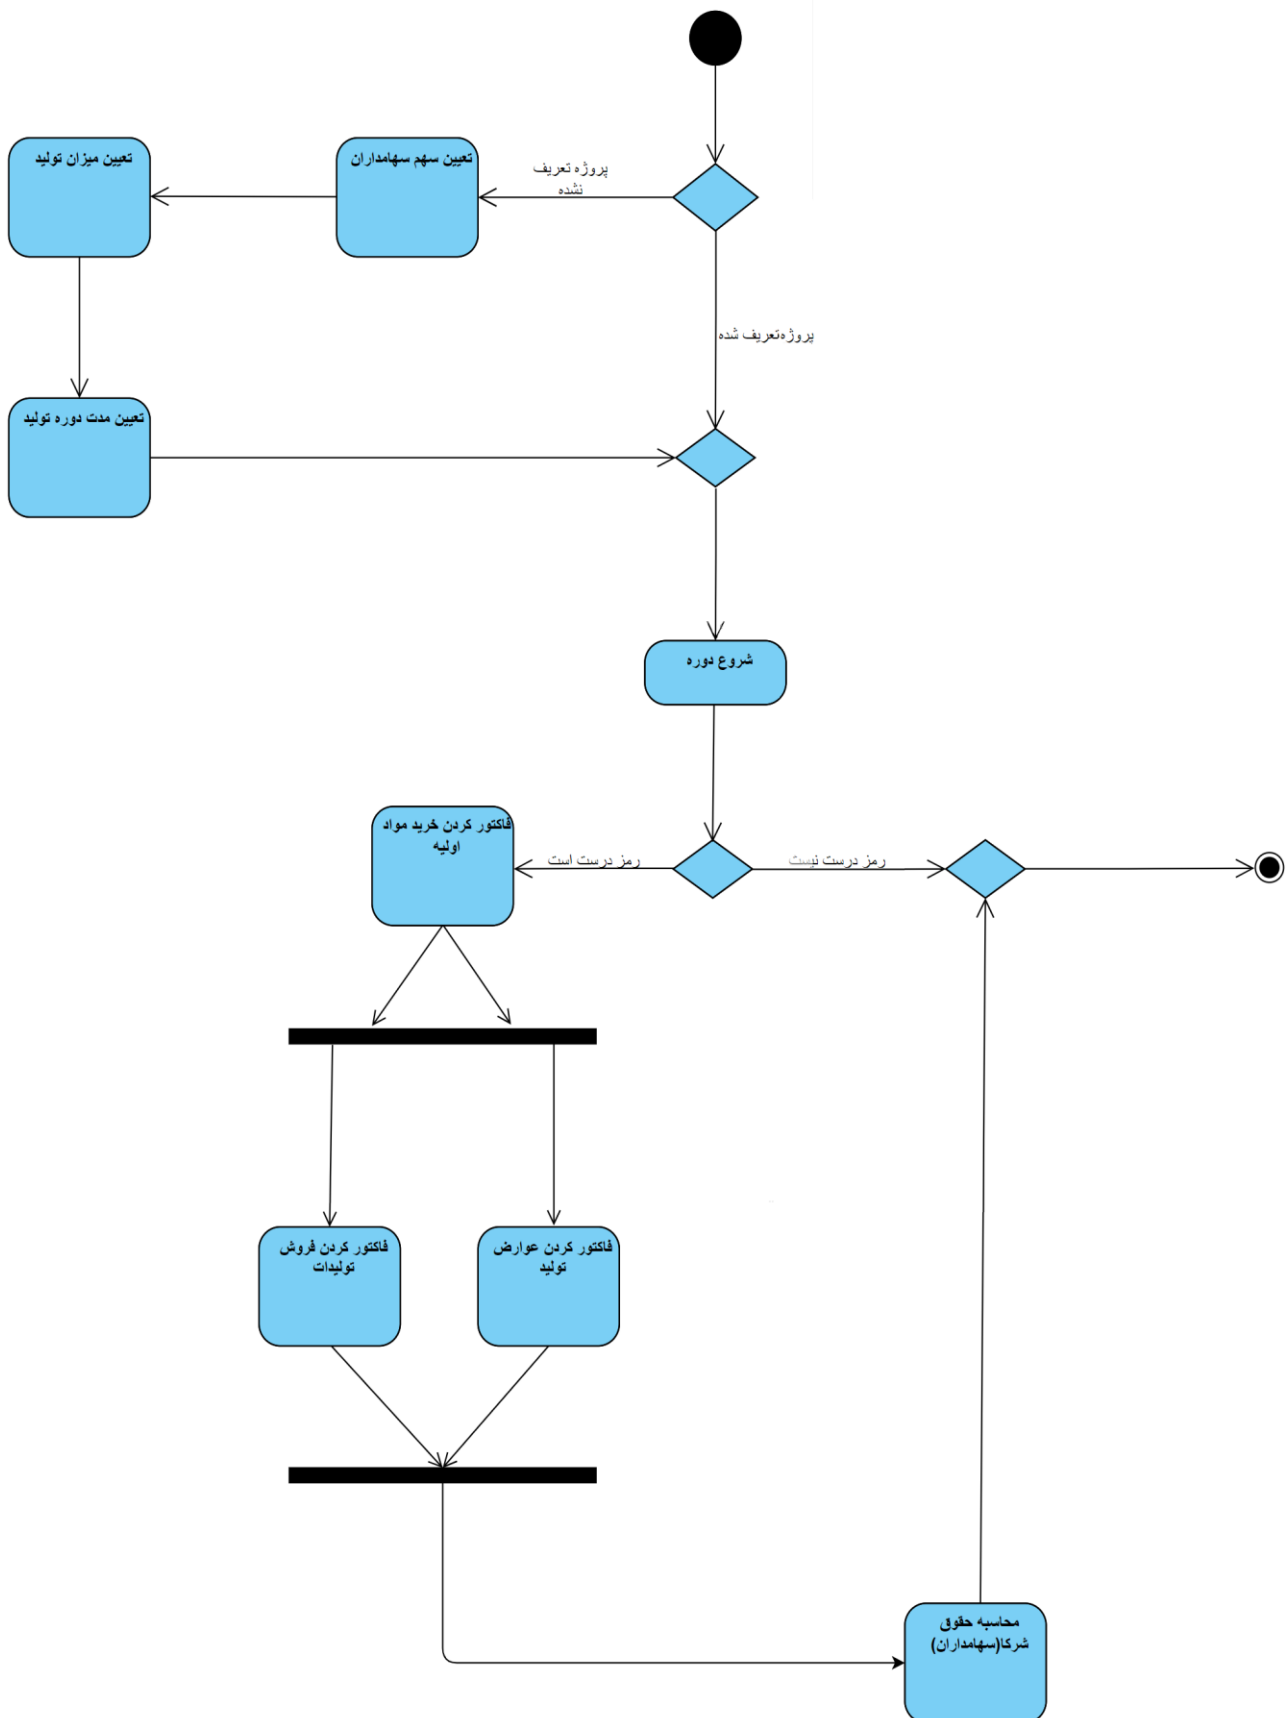 تعیین میزان تولید
تعیین سهم سهامداران
پروژه تعریف
نشده
پروژه تعریف شده
تعیین مدت دوره تولید
شروع دوره
فاکتور کردن خرید مواد
اولیه
رمز درست است
رمز درست نیست
فاکتور کردن فروش
تولیدات
فاکتور کردن عوارض
تولید
محاسبه حقوق
شرکا(سهامداران)